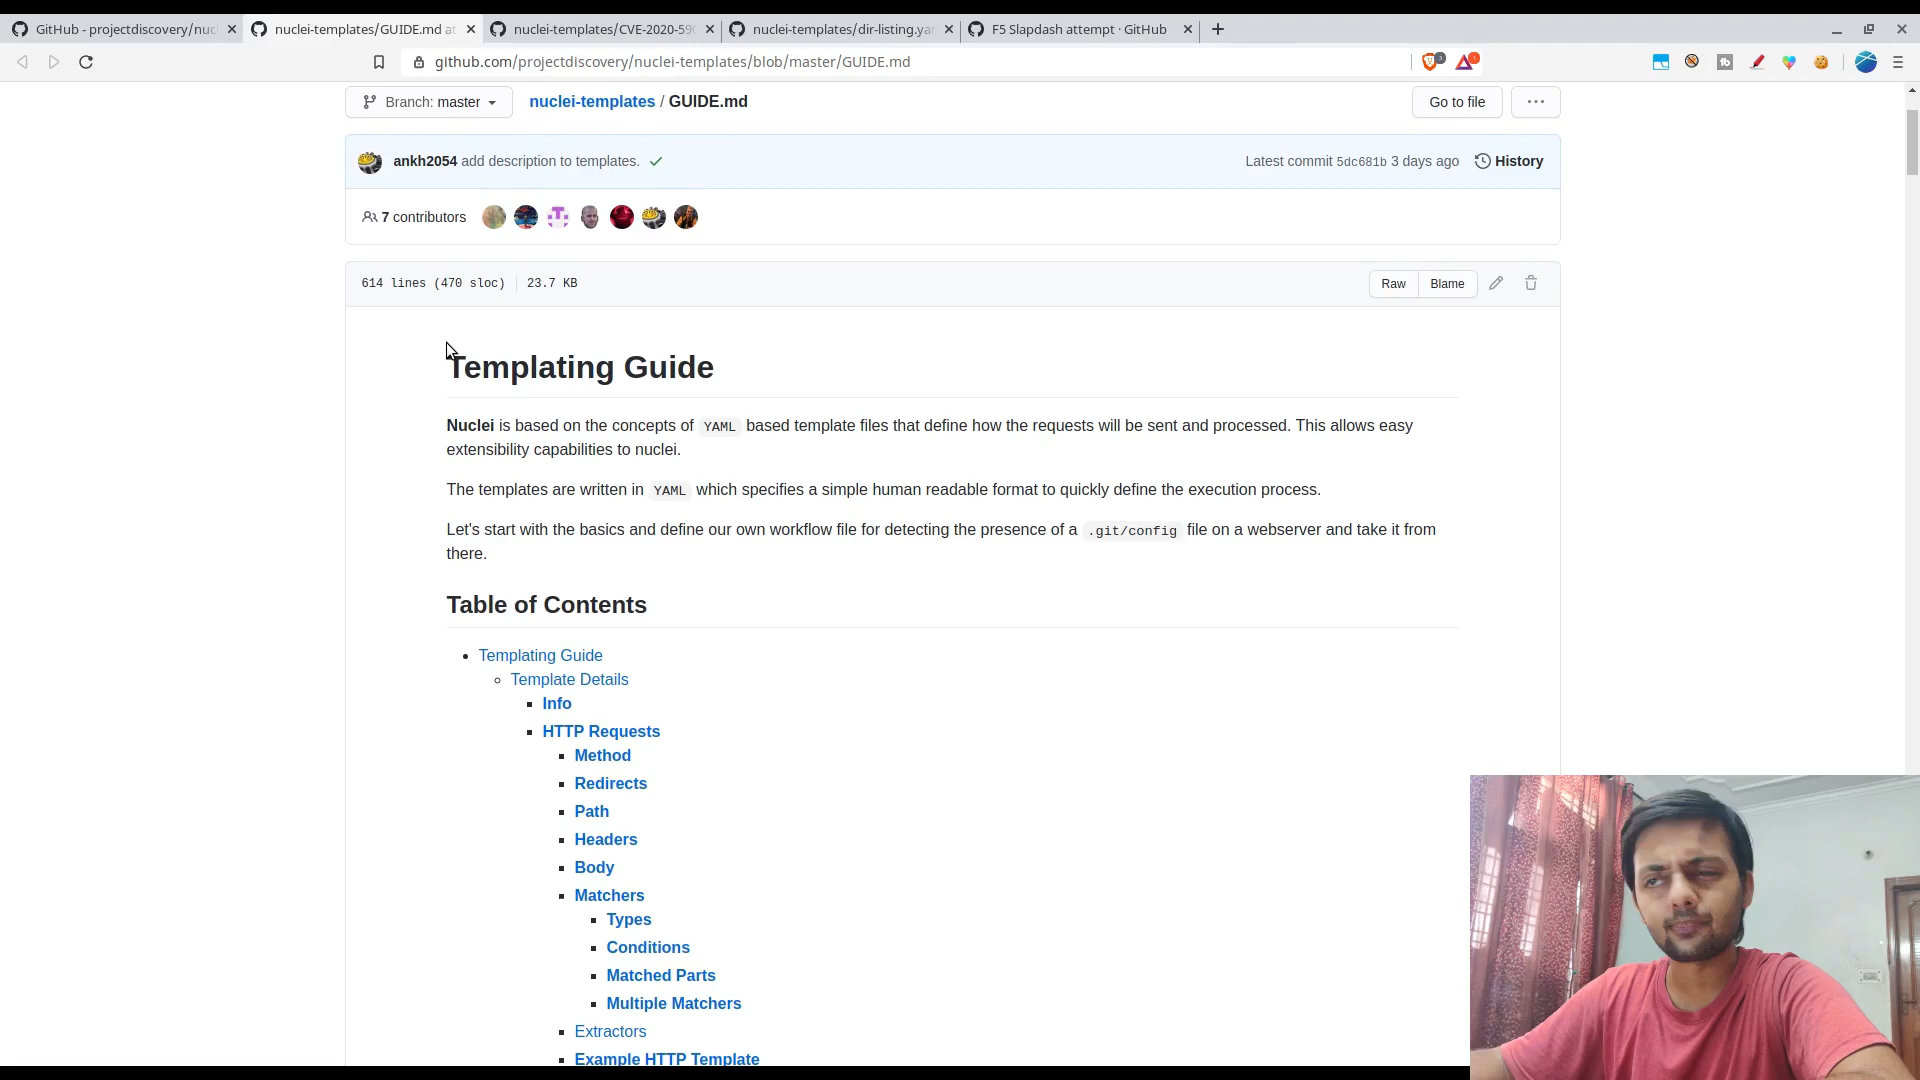 GitHub - projectdiscovery/nucl
nuclei-templates/GUIDE.md at
nuclei-templates/CVE-2020-590
nuclei-templates/dir-listing.yam
F5 Slapdash attempt · GitHub
github.com/projectdiscovery/nuclei-templates/blob/master/GUIDE.md
Branch: master
nuclei-templates / GUIDE.md
Go to file
ankh2054 add description to templates.
Latest commit 5dc681b 3 days ago
History
7 contributors
614 lines (470 sloc)
23.7 KB
Raw
Blame
Templating Guide
Nuclei is based on the concepts of YAML based template files that define how the requests will be sent and processed. This allows easy
extensibility capabilities to nuclei.
The templates are written in YAML which specifies a simple human readable format to quickly define the execution process.
Let's start with the basics and define our own workflow file for detecting the presence of a .git/config file on a webserver and take it from
there.
Table of Contents
Templating Guide
Template Details
Info
HTTP Requests
Method
Redirects
Path
Headers
Body
Matchers
Types
Conditions
Matched Parts
Multiple Matchers
Extractors
Example HTTP Template